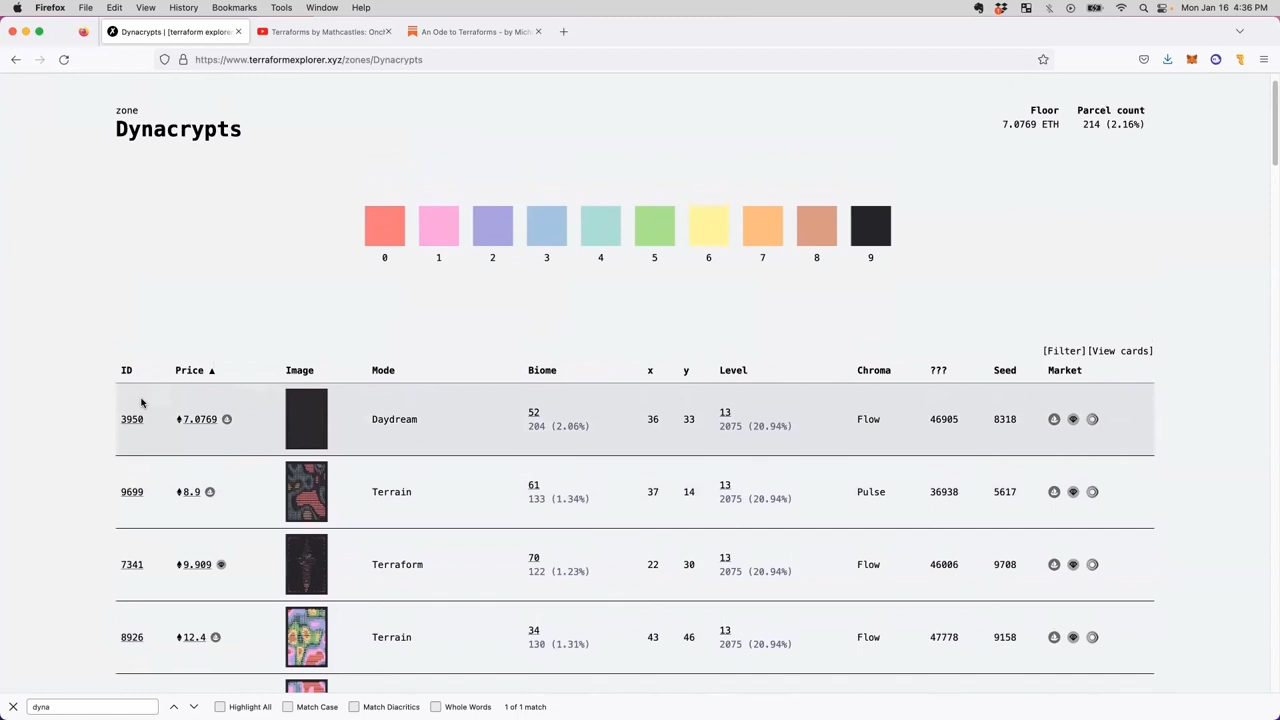 Firefox File Edit View History Bookmarks Tools Window Help Mon Jan 16 4:36 PM
Dynacrypts | [terraform explorer Terraforms by Mathcastles: Oncl An Ode to Terraforms - by Mich
https://www.terraformexplorer.xyz/zones/Dynacrypts
zone Floor Parcel count
Dynacrypts 7.0769 ETH 214 (2.16%)
0 1 2 3 4 5 6 7 8 9
[Filter][View cards]
ID Price ▲ Image Mode Biome x y Level Chroma ??? Seed Market
3950 7.0769 Daydream 52 36 33 13 Flow 46905 8318
204 (2.06%) 2075 (20.94%)
9699 8.9 Terrain 61 37 14 13 Pulse 36938 5617
133 (1.34%) 2075 (20.94%)
7341 9.909 Terraform 70 22 30 13 Flow 46006 9708
122 (1.23%) 2075 (20.94%)
8926 12.4 Terrain 34 43 46 13 Flow 47778 9158
130 (1.31%) 2075 (20.94%)
dyna Highlight All Match Case Match Diacritics Whole Words 1 of 1 match